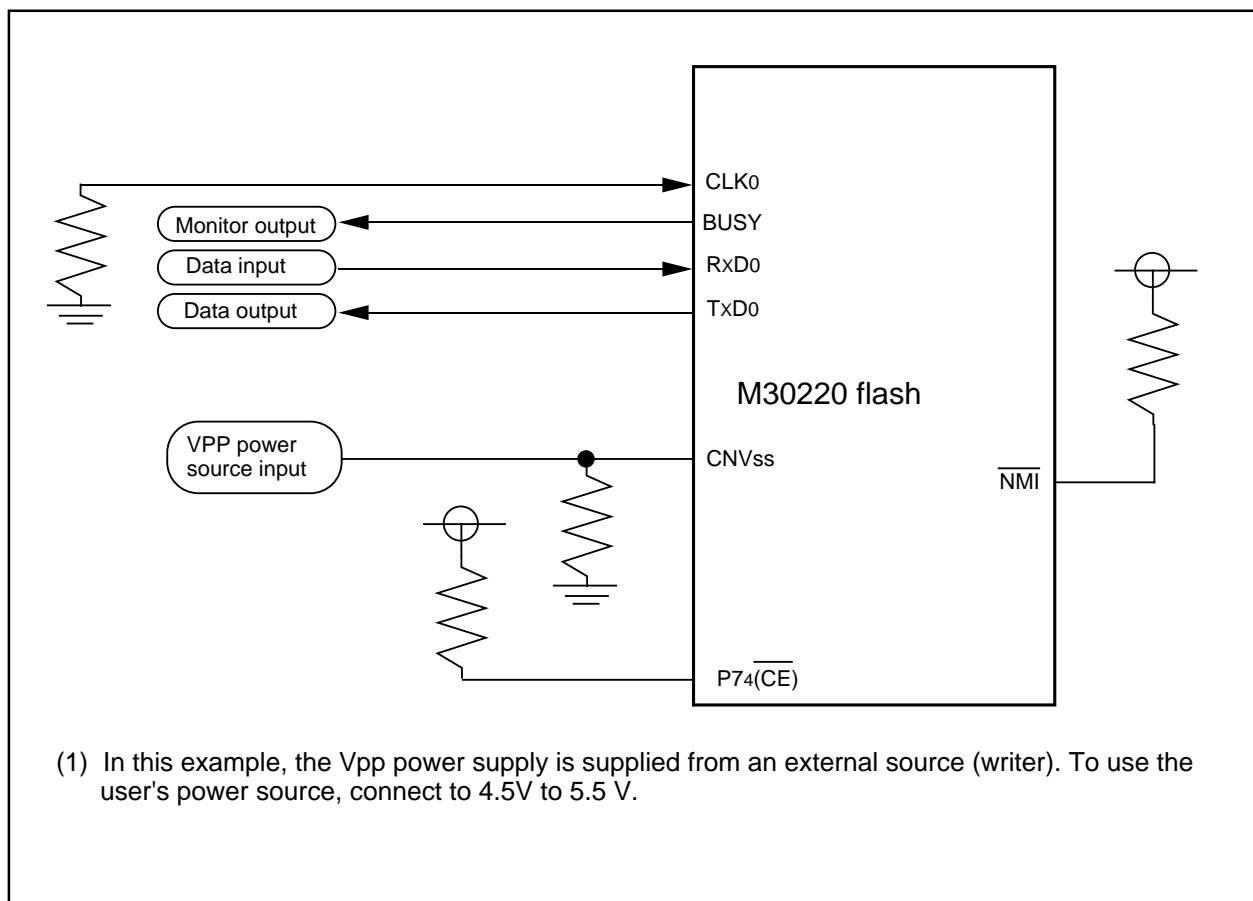 CLK0
Monitor output
BUSY
Data input
RxD0
Data output
TxD0
M30220 flash
VPP power
source input
CNVss
NMI
P74(CE)
(1) In this example, the Vpp power supply is supplied from an external source (writer). To use the
user's power source, connect to 4.5V to 5.5 V.